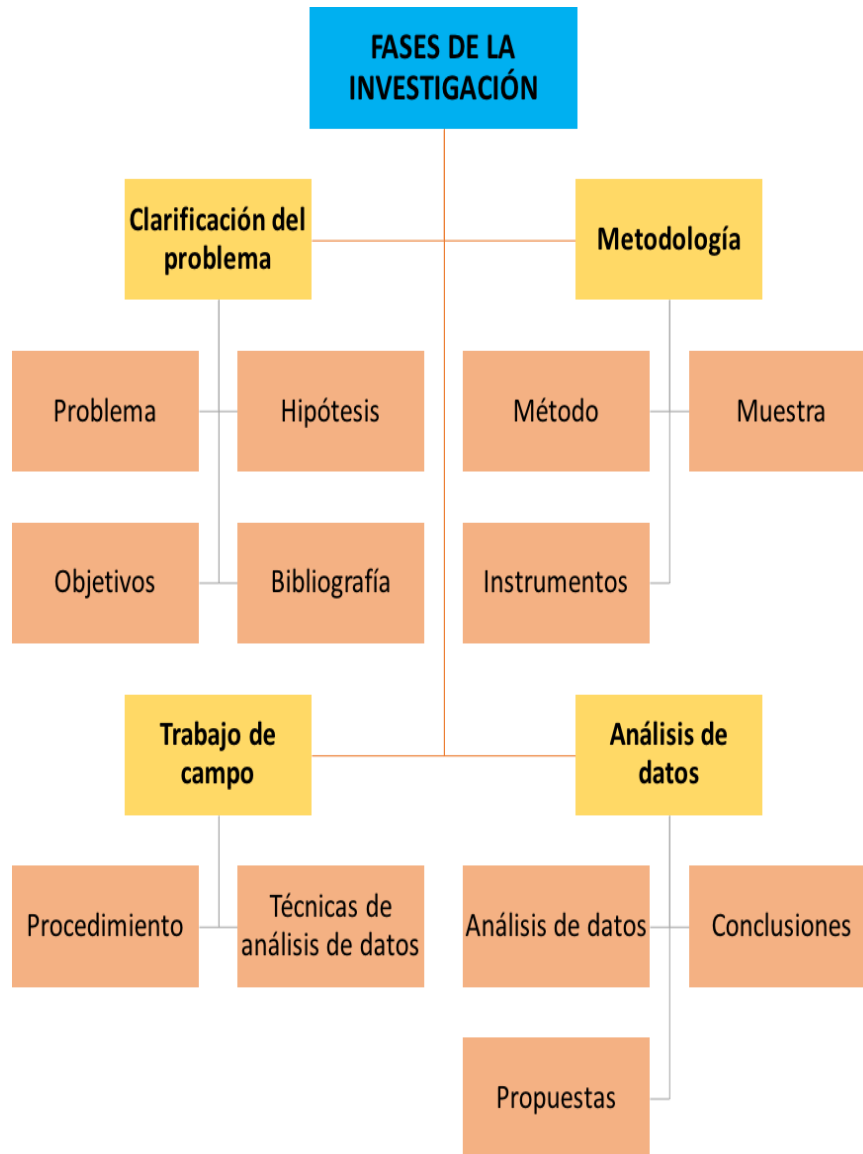 FASES DE LA
INVESTIGACIÓN
Clarificación del
problema
Metodología
Problema
Hipótesis
Método
Muestra
Objetivos
Bibliografía
Instrumentos
Trabajo de
campo
Análisis de
datos
Procedimiento
Técnicas de
análisis de datos
Análisis de datos
Conclusiones
Propuestas